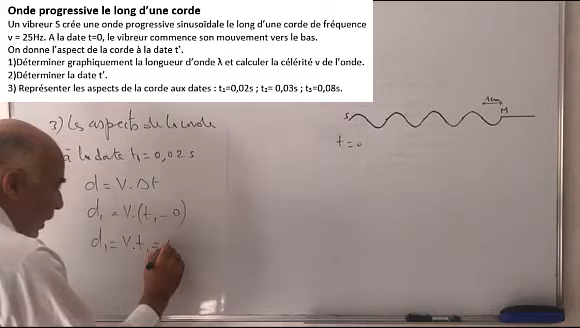 Onde progressive le long d'une corde
Un vibreur S crée une onde progressive sinusoïdale le long d'une corde de fréquence
ν = 25Hz. A la date t=0, le vibreur commence son mouvement vers le bas.
On donne l'aspect de la corde à la date t'.
1)Déterminer graphiquement la longueur d'onde λ et calculer la célérité v de l'onde.
2)Déterminer la date t'.
3) Représenter les aspects de la corde aux dates : t₁=0,02s ; t₂= 0,03s ; t₃=0,08s.
3) les aspects de la corde
à la date t₁ = 0,02 s
d = V.Δt
d₁ = V.(t₁ - 0)
d₁ = V.t₁ =
1cm
S M
t = 0